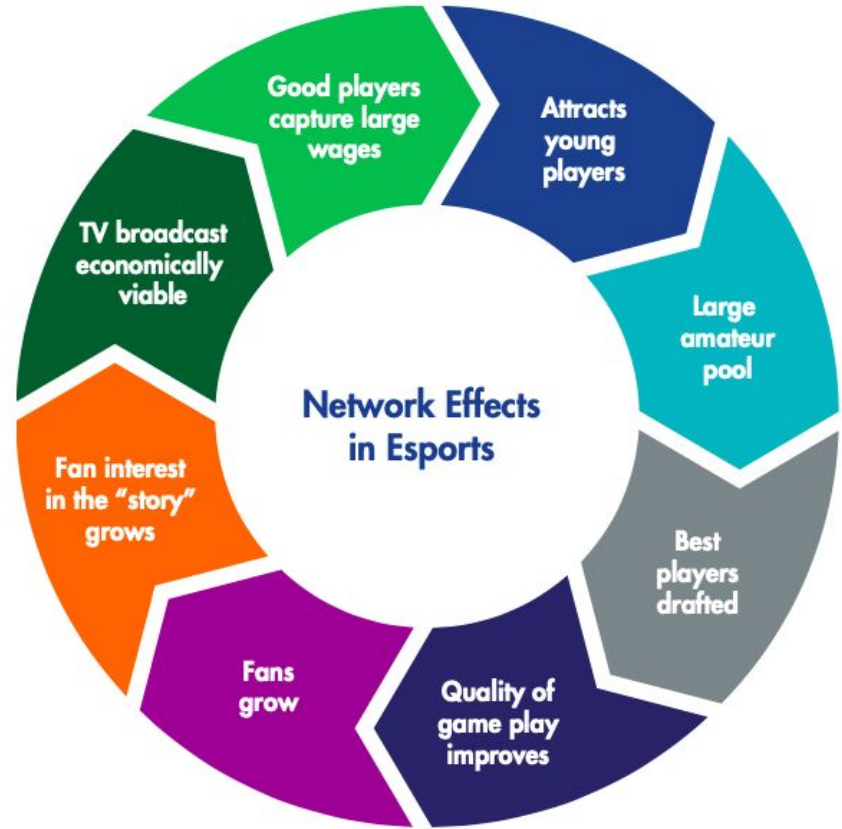 Good players
capture large
wages
Attracts
young
players
Large
amateur
pool
Best
players
drafted
Quality of
game play
improves
Fans
grow
Fan interest
in the “story”
grows
TV broadcast
economically
viable
Network Effects
in Esports